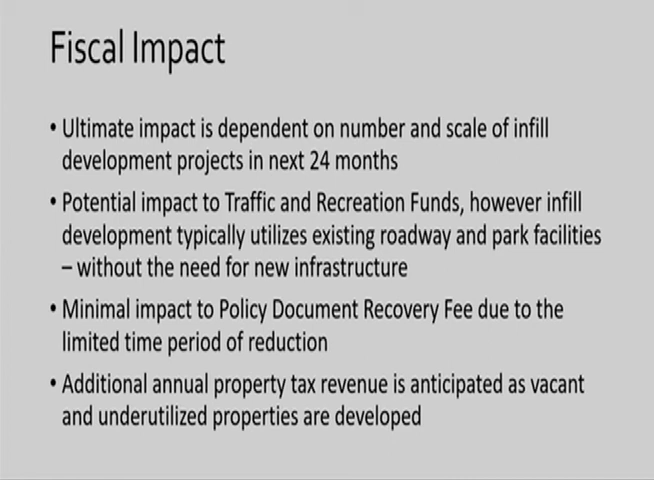 Fiscal Impact
• Ultimate impact is dependent on number and scale of infill
development projects in next 24 months
• Potential impact to Traffic and Recreation Funds, however infill
development typically utilizes existing roadway and park facilities
– without the need for new infrastructure
• Minimal impact to Policy Document Recovery Fee due to the
limited time period of reduction
• Additional annual property tax revenue is anticipated as vacant
and underutilized properties are developed